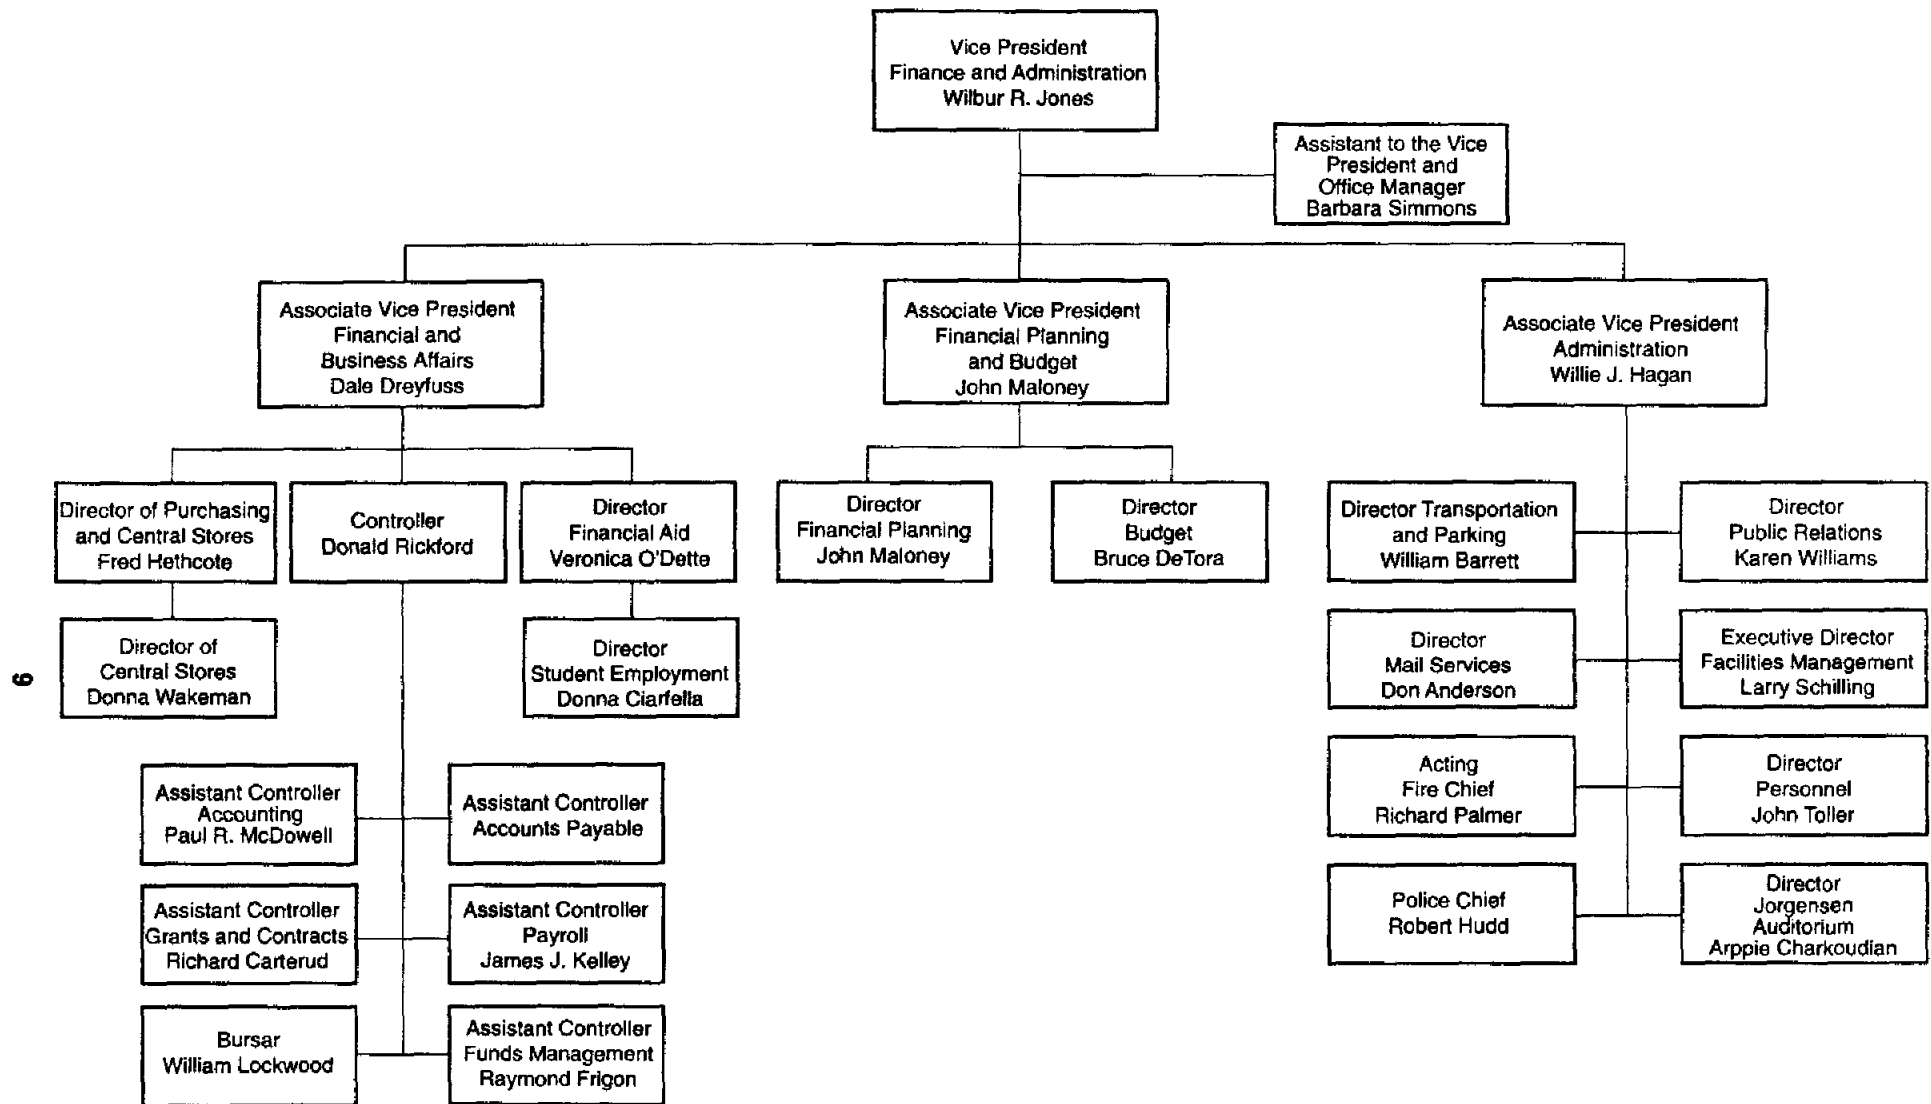 Vice President
Finance and Administration
Wilbur R. Jones
Assistant to the Vice
President and
Office Manager
Barbara Simmons
Associate Vice President
Financial and
Business Affairs
Dale Dreyfuss
Associate Vice President
Financial Planning
and Budget
John Maloney
Associate Vice President
Administration
Willie J. Hagan
Director of Purchasing
and Central Stores
Fred Hethcote
Controller
Donald Rickford
Director
Financial Aid
Veronica O'Dette
Director
Financial Planning
John Maloney
Director
Budget
Bruce DeTora
Director Transportation
and Parking
William Barrett
Director
Public Relations
Karen Williams
Director of
Central Stores
Donna Wakeman
Director
Student Employment
Donna Ciarfella
Director
Mail Services
Don Anderson
Executive Director
Facilities Management
Larry Schilling
6
Assistant Controller
Accounting
Paul R. McDowell
Assistant Controller
Accounts Payable
Acting
Fire Chief
Richard Palmer
Director
Personnel
John Toller
Assistant Controller
Grants and Contracts
Richard Carterud
Assistant Controller
Payroll
James J. Kelley
Police Chief
Robert Hudd
Director
Jorgensen
Auditorium
Arppie Charkoudian
Bursar
William Lockwood
Assistant Controller
Funds Management
Raymond Frigon